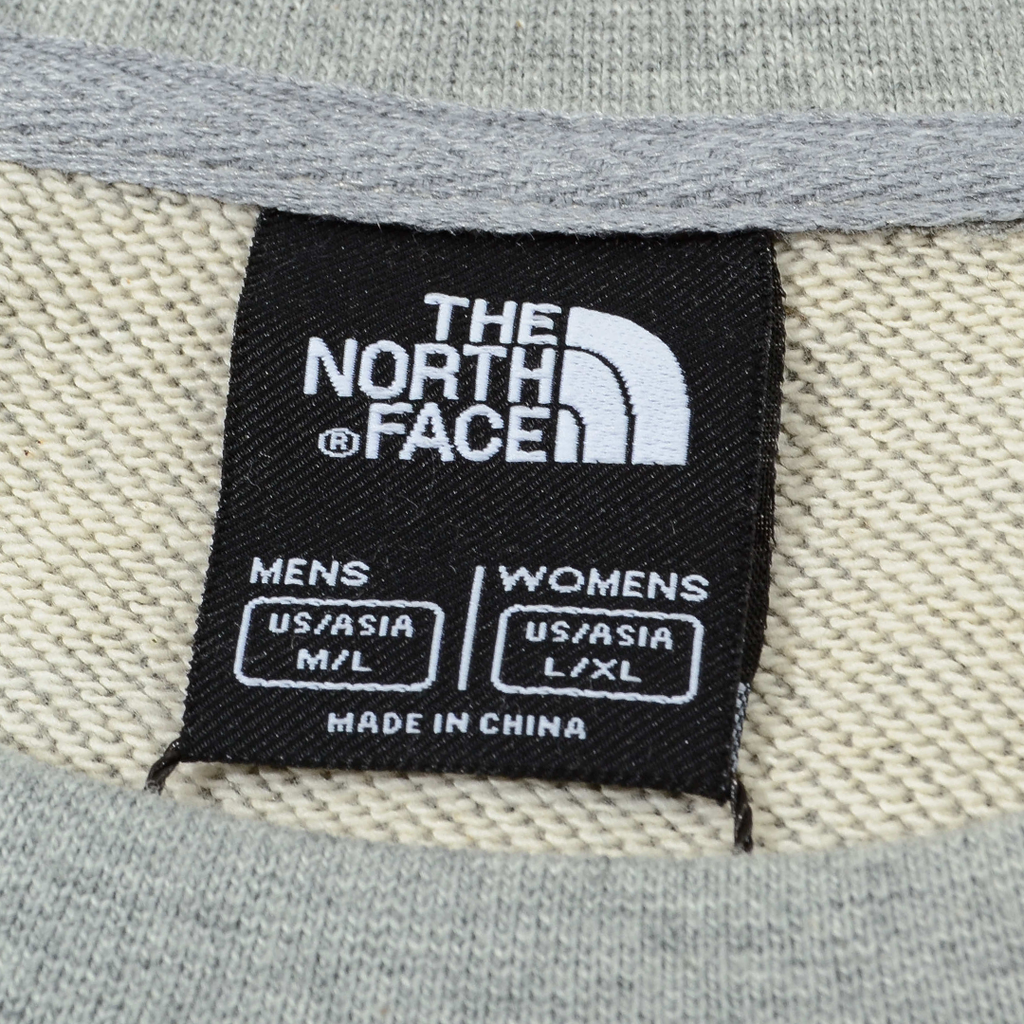 THE
NORTH
® FACE
MENS
US/ASIA
M/L
WOMENS
US/ASIA
L/XL
MADE IN CHINA